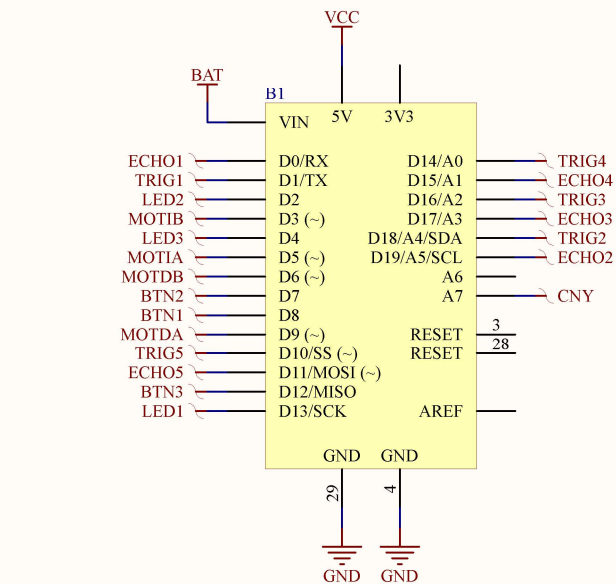 VCC
BAT
B1
5V 3V3
VIN
ECHO1 D0/RX D14/A0 TRIG4
TRIG1 D1/TX D15/A1 ECHO4
LED2 D2 D16/A2 TRIG3
MOTIB D3 (~) D17/A3 ECHO3
LED3 D4 D18/A4/SDA TRIG2
MOTIA D5 (~) D19/A5/SCL ECHO2
MOTDB D6 (~) A6
BTN2 D7 A7 CNY
BTN1 D8
MOTDA D9 (~) RESET 3
TRIG5 D10/SS (~) RESET 28
ECHO5 D11/MOSI (~)
BTN3 D12/MISO
LED1 D13/SCK AREF
GND GND
29 4
GND GND